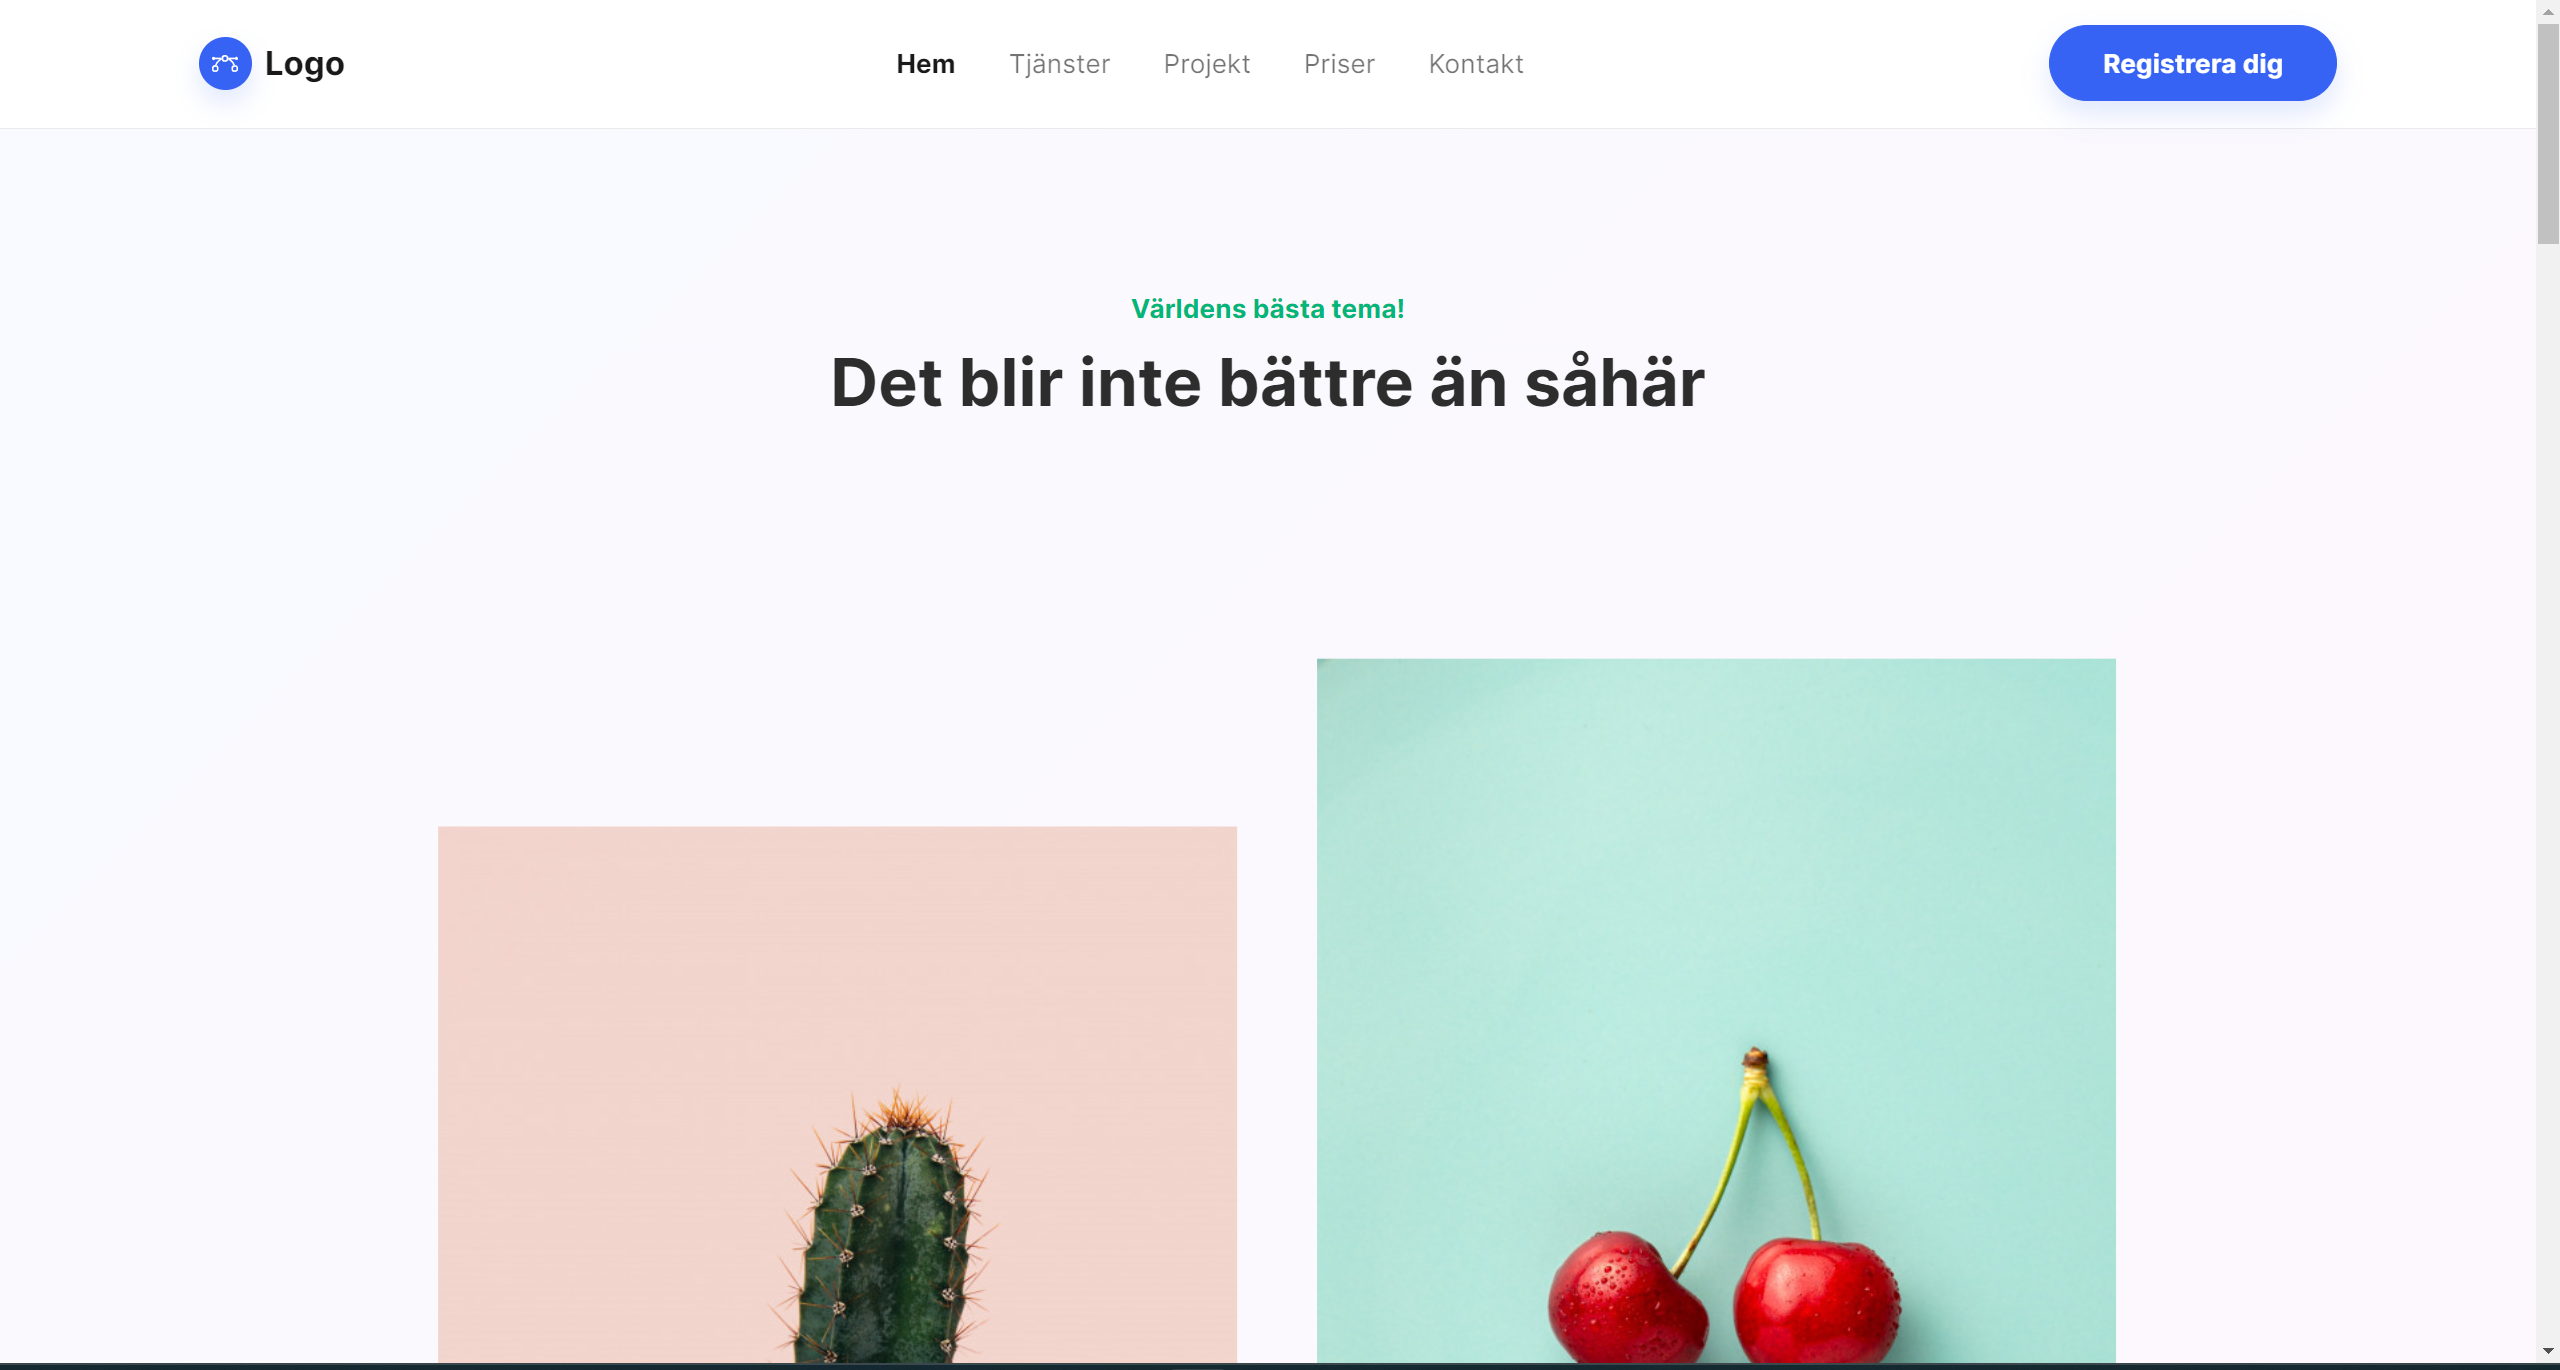 Logo
Hem
Tjänster
Projekt
Priser
Kontakt
Registrera dig
Världens bästa tema!
Det blir inte bättre än såhär